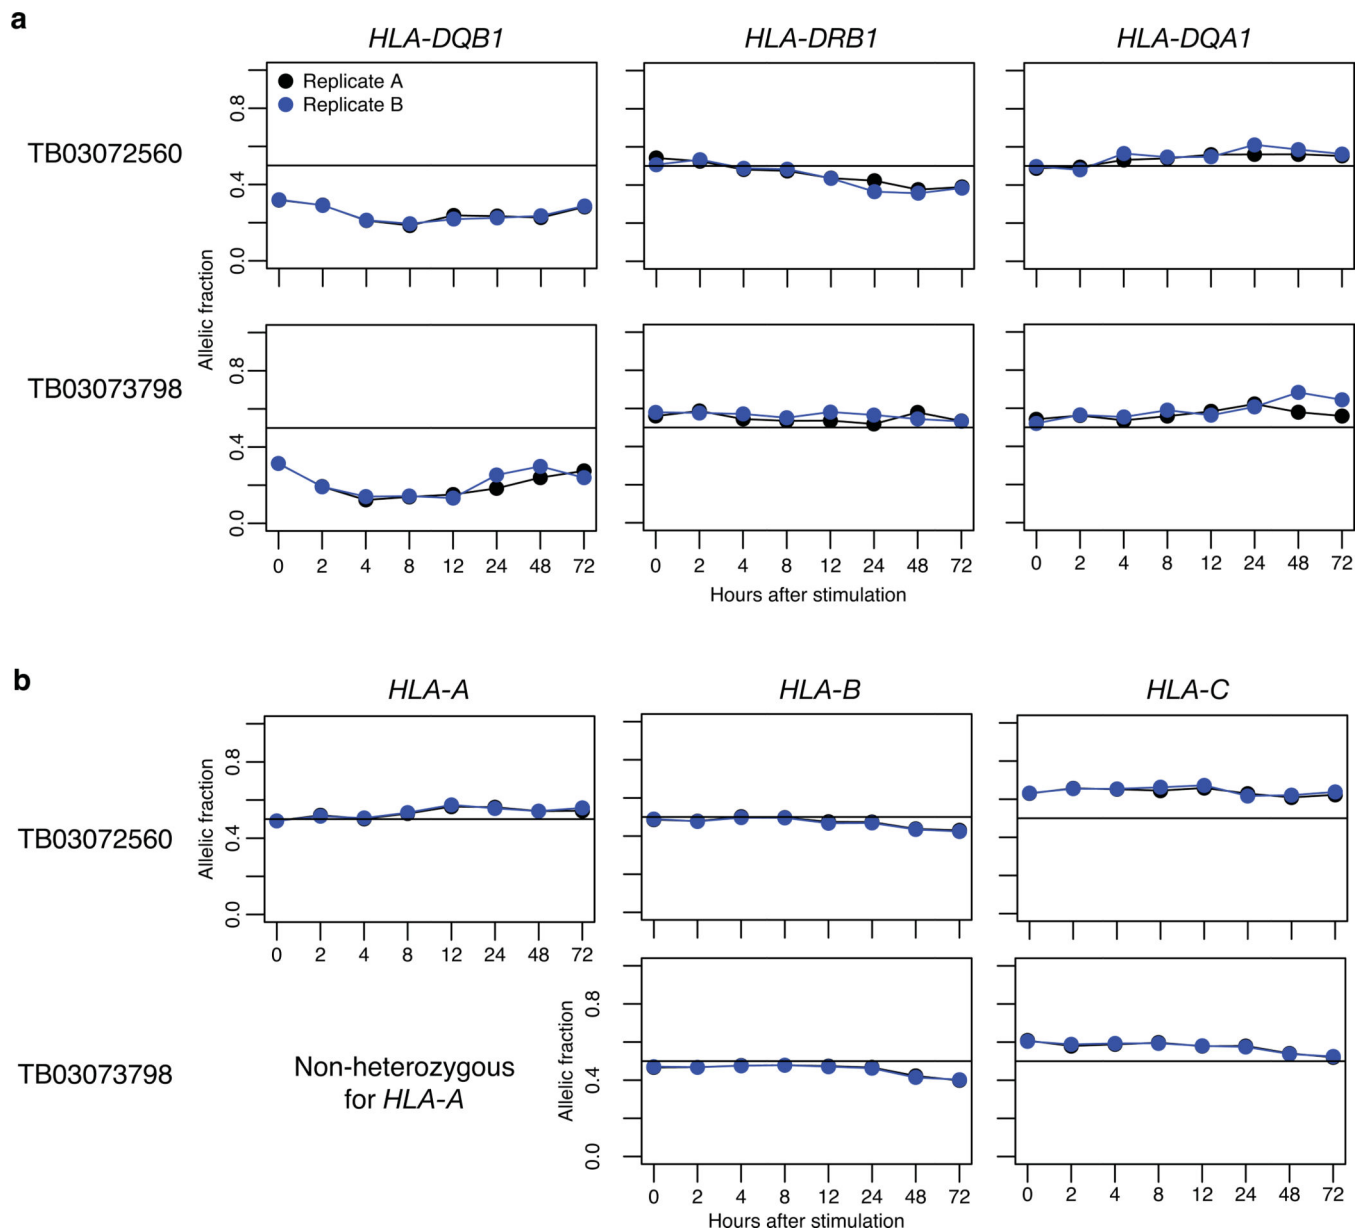 a
HLA-DQB1 HLA-DRB1 HLA-DQA1
Replicate A
Replicate B
TB03072560
0.8
0.4
0.0
Allelic fraction
TB03073798
0.8
0.4
0.0
0 2 4 8 12 24 48 72 0 2 4 8 12 24 48 72 0 2 4 8 12 24 48 72
Hours after stimulation
b
HLA-A HLA-B HLA-C
TB03072560
Allelic fraction
0.8
0.4
0.0
0 2 4 8 12 24 48 72
TB03073798
Non-heterozygous
for HLA-A
Allelic fraction
0.8
0.4
0.0
0 2 4 8 12 24 48 72 0 2 4 8 12 24 48 72
Hours after stimulation